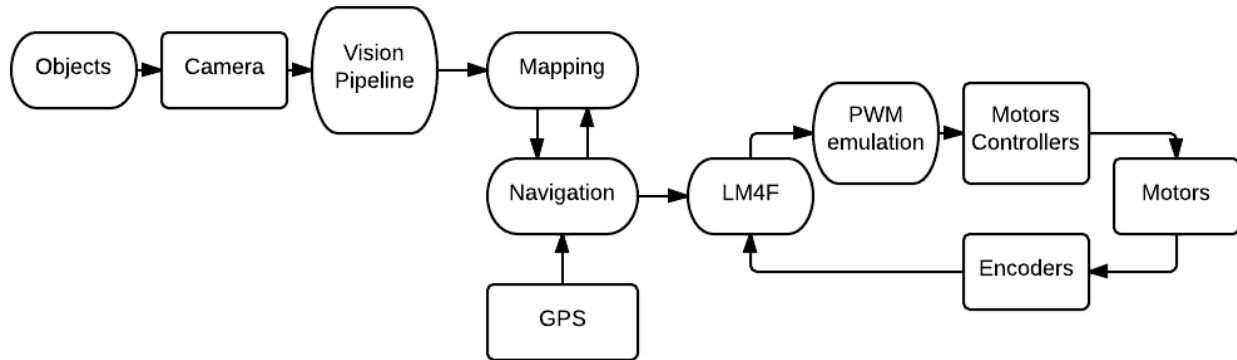 Objects
Camera
Vision
Pipeline
Mapping
Navigation
GPS
LM4F
PWM
emulation
Motors
Controllers
Motors
Encoders